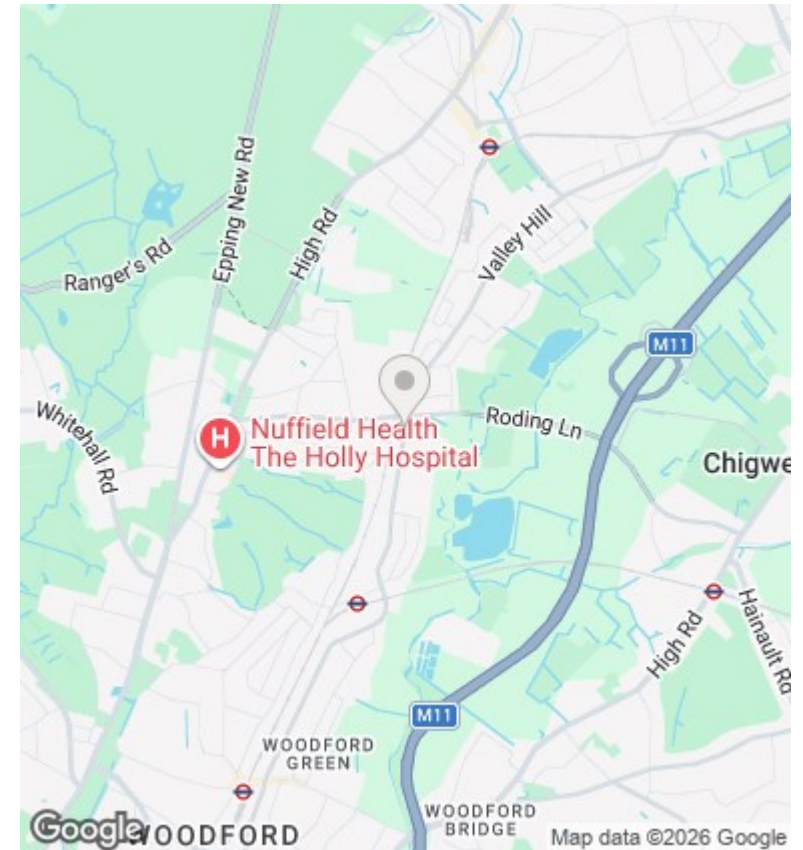 Epping New Rd
High Rd
Ranger's Rd
Valley Hill
M11
Whitehall Rd
H
Nuffield Health
The Holly Hospital
Roding Ln
Chigwe
High Rd
Hainault Rd
M11
WOODFORD
GREEN
WOODFORD
BRIDGE
Google
WOODFORD
Map data ©2026 Google